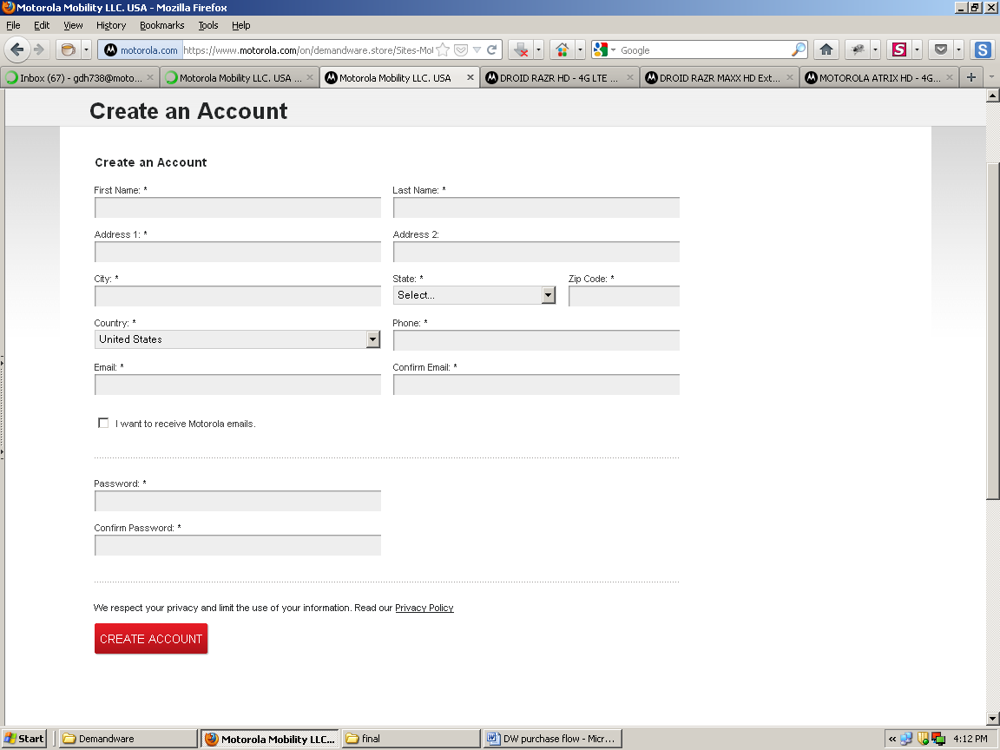 Motorola Mobility LLC. USA - Mozilla Firefox
File Edit View History Bookmarks Tools Help
motorola.com https://www.motorola.com/on/demandware.store/Sites-Mot Google
Inbox (67) - gdh738@moto... Motorola Mobility LLC. USA ... Motorola Mobility LLC. USA DROID RAZR HD - 4G LTE ... DROID RAZR MAXX HD Ext... MOTOROLA ATRIX HD - 4G...
Create an Account
Create an Account
First Name: * Last Name: *
Address 1: * Address 2:
City: * State: * Zip Code: *
Select...
Country: * Phone: *
United States
Email: * Confirm Email: *
I want to receive Motorola emails.
Password: *
Confirm Password: *
We respect your privacy and limit the use of your information. Read our Privacy Policy
CREATE ACCOUNT
Start Demandware Motorola Mobility LLC... final DW purchase flow - Micr... « 4:12 PM